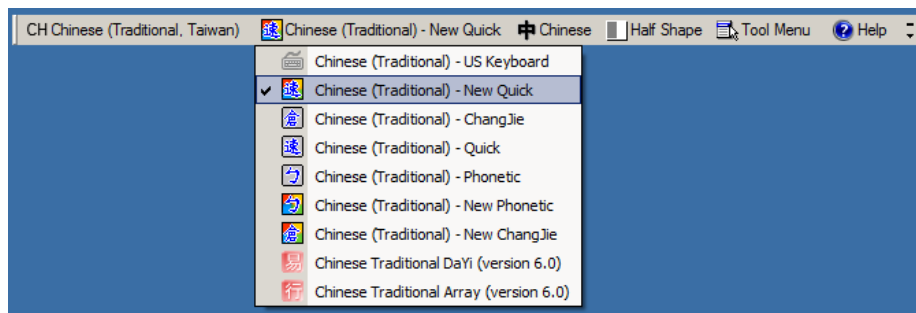 CH Chinese (Traditional, Taiwan) 速 Chinese (Traditional) - New Quick 中 Chinese Half Shape Tool Menu ? Help
Chinese (Traditional) - US Keyboard
速 Chinese (Traditional) - New Quick
倉 Chinese (Traditional) - ChangJie
速 Chinese (Traditional) - Quick
ㄅ Chinese (Traditional) - Phonetic
ㄅ Chinese (Traditional) - New Phonetic
倉 Chinese (Traditional) - New ChangJie
易 Chinese Traditional DaYi (version 6.0)
行 Chinese Traditional Array (version 6.0)